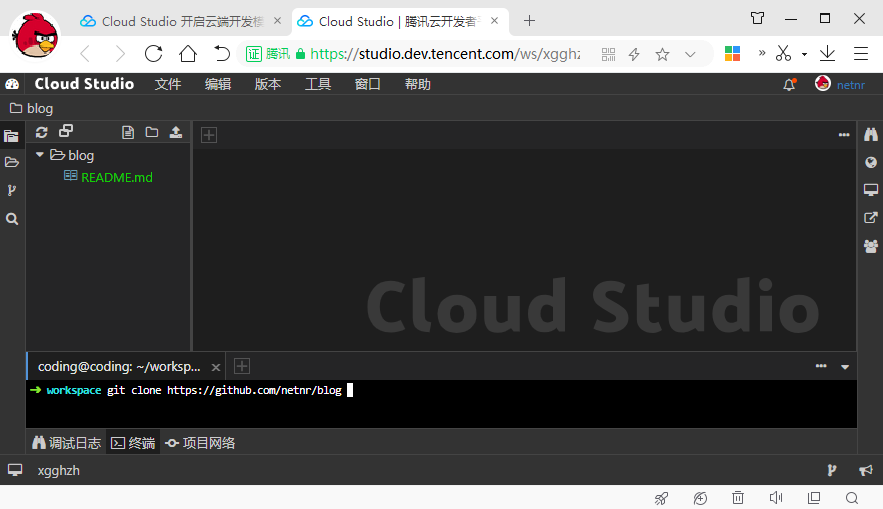 Cloud Studio 开启云端开发模
Cloud Studio | 腾讯云开发者平
证 腾讯 https://studio.dev.tencent.com/ws/xgghz
Cloud Studio 文件 编辑 版本 工具 窗口 帮助 netnr
blog
blog
README.md
Cloud Studio
coding@coding: ~/worksp...
➜ workspace git clone https://github.com/netnr/blog
调试日志 终端 项目网络
xgghzh